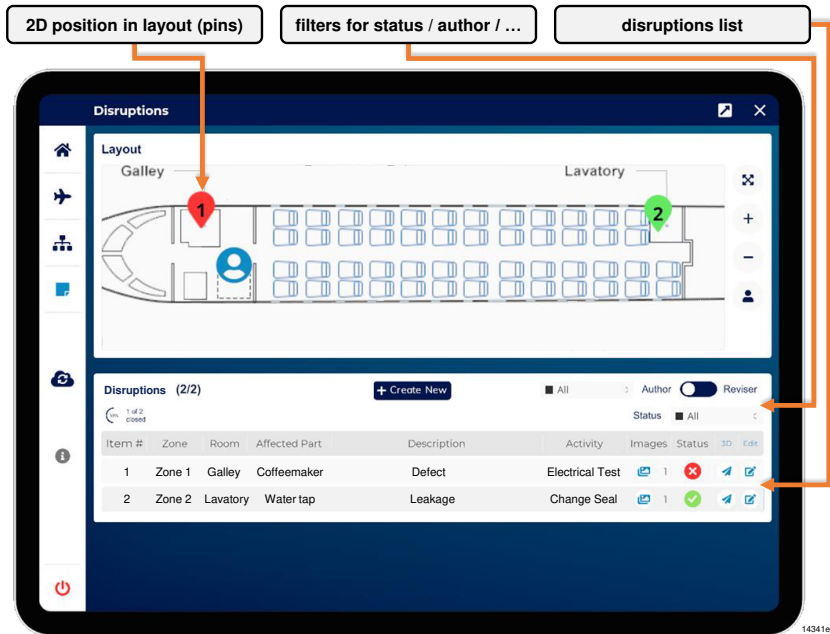 2D position in layout (pins)
filters for status / author / …
disruptions list
Disruptions
Layout
Galley
Lavatory
1
2
Disruptions (2/2)
+ Create New
All
Author
Reviser
50%
1 of 2
closed
Status
All
Item # Zone Room Affected Part Description Activity Images Status 3D Edit
1 Zone 1 Galley Coffeemaker Defect Electrical Test 1
2 Zone 2 Lavatory Water tap Leakage Change Seal 1
14341e